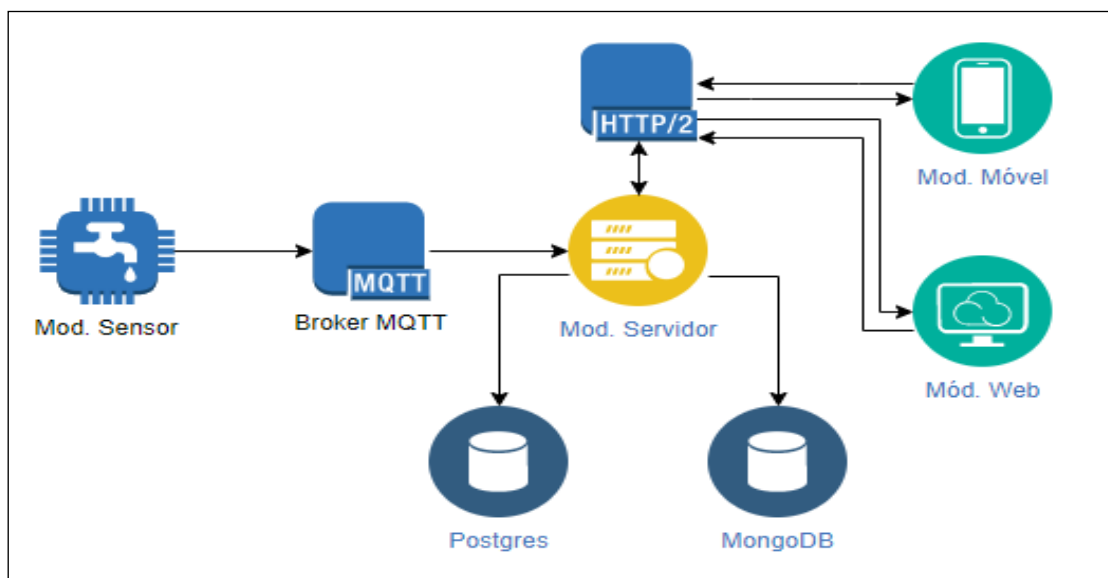 HTTP/2
Mod. Móvel
MQTT
Mod. Sensor
Broker MQTT
Mod. Servidor
Mód. Web
Postgres
MongoDB